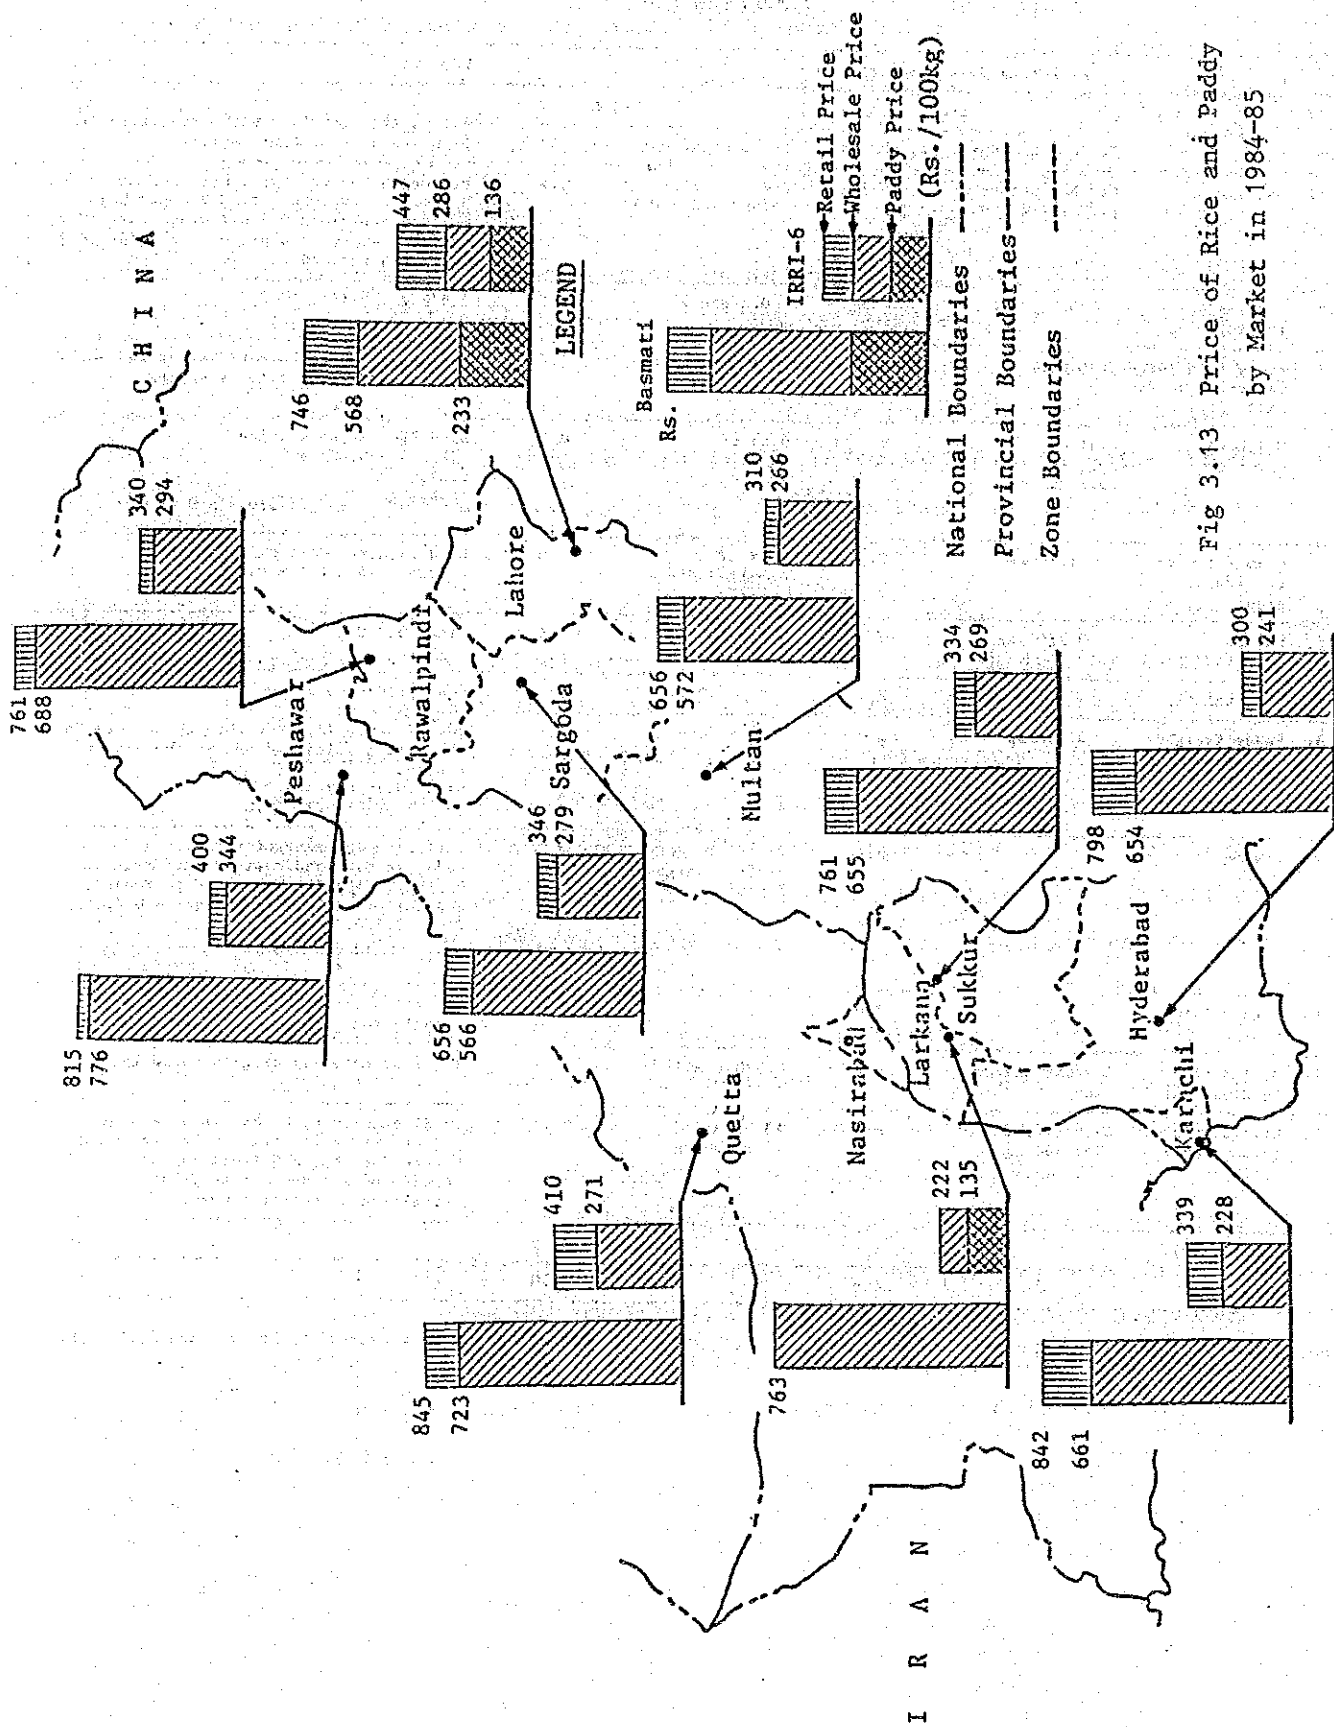 C H I N A
I R A N
761
688
340
294
815
776
400
344
746
568
233
447
286
136
656
566
346
279
656
572
310
266
845
723
410
271
763
222
135
761
655
334
269
842
661
339
228
798
654
300
241
Peshawar
Rawalpindi
Lahore
Sargoda
Multan
Quetta
Nasirabad
Larkana
Sukkur
Hyderabad
Karachi
LEGEND
Basmati
Rs.
IRRI-6
Retail Price
Wholesale Price
Paddy Price
(Rs./100kg)
National Boundaries
Provincial Boundaries
Zone Boundaries
Fig 3.13 Price of Rice and Paddy
by Market in 1984-85